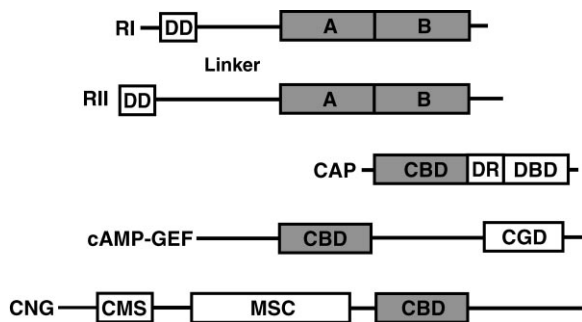 RI DD A B
Linker
RII DD A B
CAP CBD DR DBD
cAMP-GEF CBD CGD
CNG CMS MSC CBD